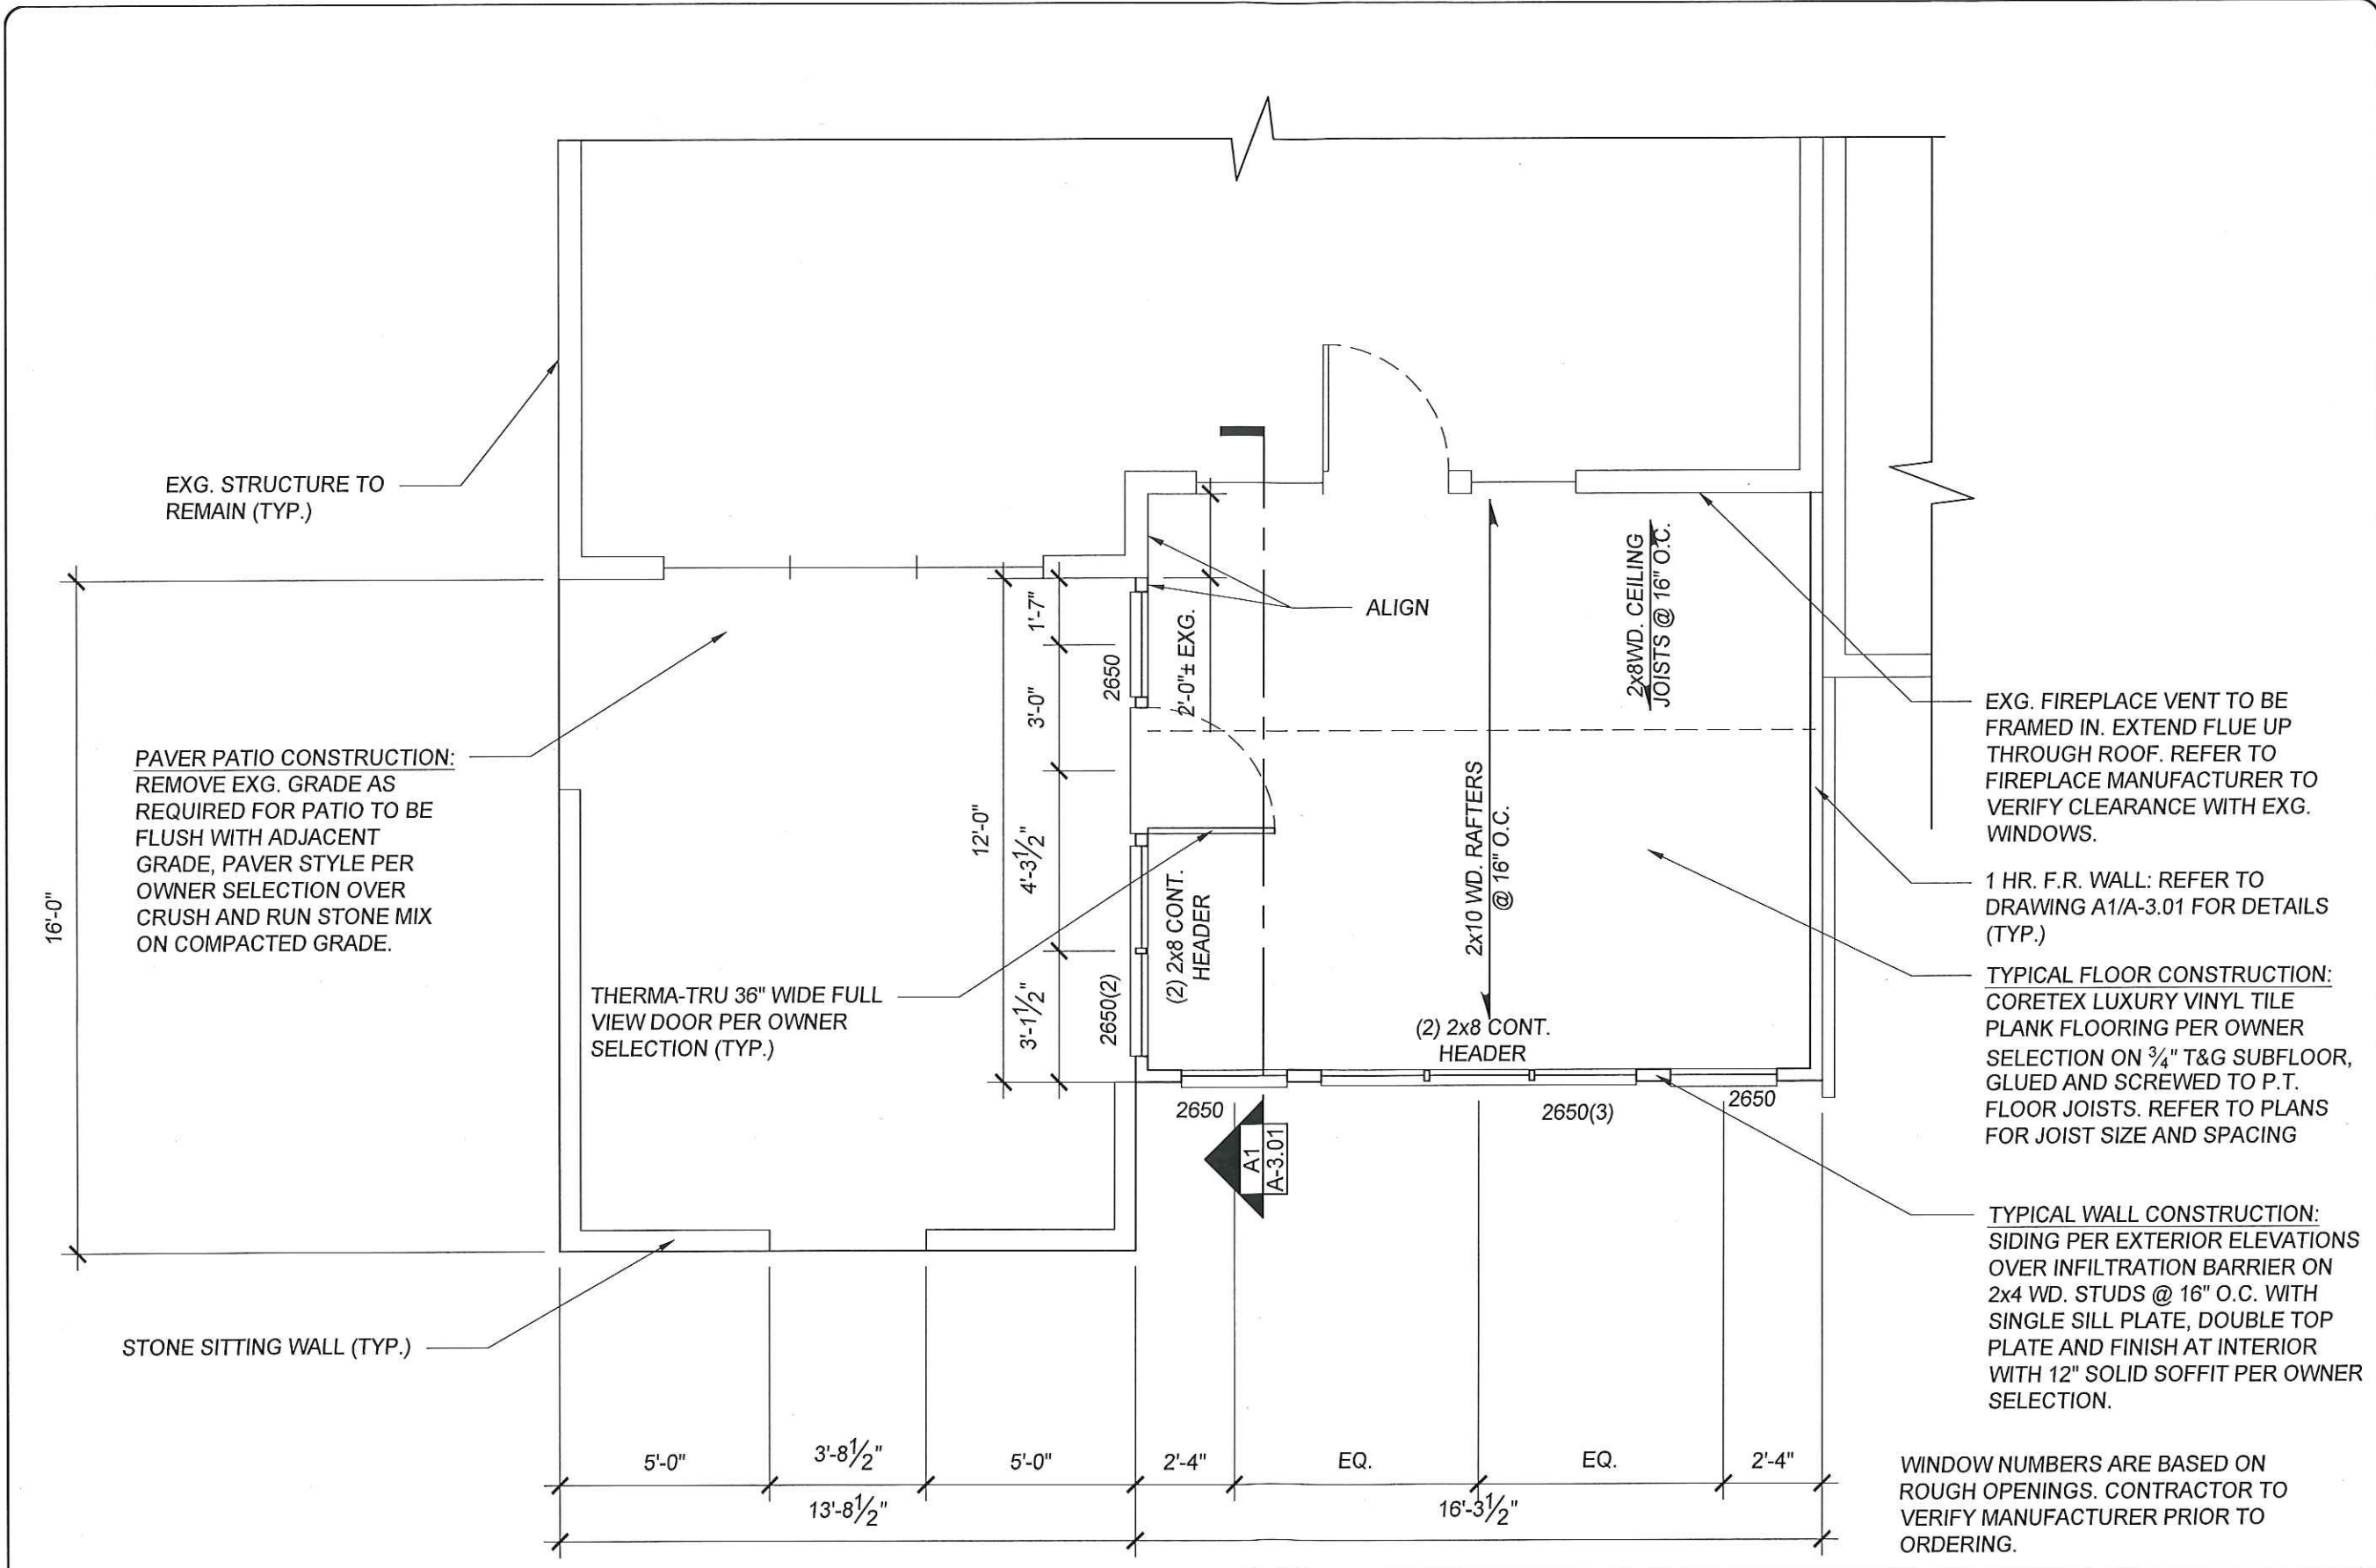 EXG. STRUCTURE TO
REMAIN (TYP.)
PAVER PATIO CONSTRUCTION:
REMOVE EXG. GRADE AS
REQUIRED FOR PATIO TO BE
FLUSH WITH ADJACENT
GRADE, PAVER STYLE PER
OWNER SELECTION OVER
CRUSH AND RUN STONE MIX
ON COMPACTED GRADE.
16'-0"
THERMA-TRU 36" WIDE FULL
VIEW DOOR PER OWNER
SELECTION (TYP.)
STONE SITTING WALL (TYP.)
12'-0"
1'-7"
3'-0"
4'-3½"
3'-1½"
2650
2650(2)
2'-0"± EXG.
ALIGN
(2) 2x8 CONT.
HEADER
2x10 WD. RAFTERS
@ 16" O.C.
2x8WD. CEILING
JOISTS @ 16" O.C.
(2) 2x8 CONT.
HEADER
2650
2650(3)
2650
A1
A-3.01
EXG. FIREPLACE VENT TO BE
FRAMED IN. EXTEND FLUE UP
THROUGH ROOF. REFER TO
FIREPLACE MANUFACTURER TO
VERIFY CLEARANCE WITH EXG.
WINDOWS.
1 HR. F.R. WALL: REFER TO
DRAWING A1/A-3.01 FOR DETAILS
(TYP.)
TYPICAL FLOOR CONSTRUCTION:
CORETEX LUXURY VINYL TILE
PLANK FLOORING PER OWNER
SELECTION ON ¾" T&G SUBFLOOR,
GLUED AND SCREWED TO P.T.
FLOOR JOISTS. REFER TO PLANS
FOR JOIST SIZE AND SPACING
TYPICAL WALL CONSTRUCTION:
SIDING PER EXTERIOR ELEVATIONS
OVER INFILTRATION BARRIER ON
2x4 WD. STUDS @ 16" O.C. WITH
SINGLE SILL PLATE, DOUBLE TOP
PLATE AND FINISH AT INTERIOR
WITH 12" SOLID SOFFIT PER OWNER
SELECTION.
WINDOW NUMBERS ARE BASED ON
ROUGH OPENINGS. CONTRACTOR TO
VERIFY MANUFACTURER PRIOR TO
ORDERING.
5'-0"
3'-8½"
5'-0"
2'-4"
EQ.
EQ.
2'-4"
13'-8½"
16'-3½"